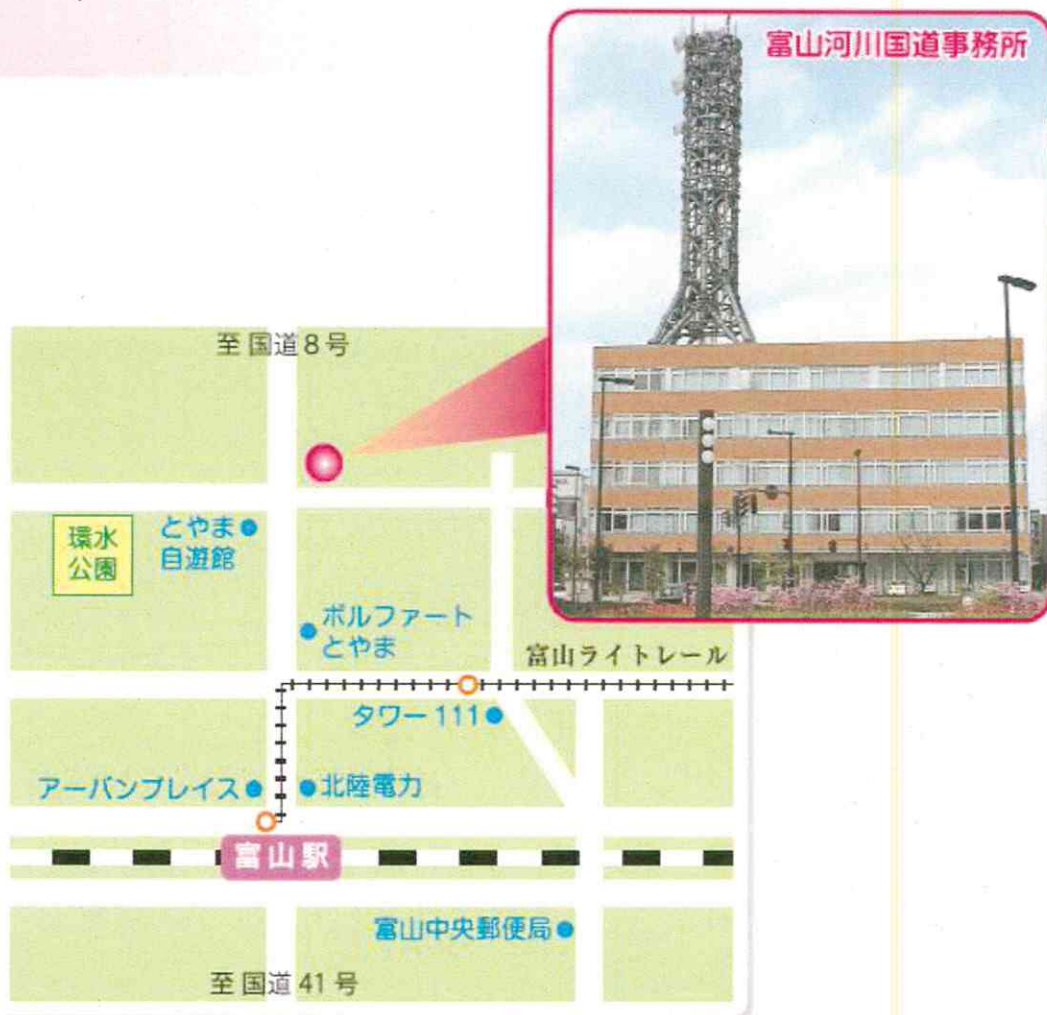 富山河川国道事務所
至 国道8号
環水
公園
とやま
自遊館
ボルファート
とやま
富山ライトレール
タワー 111
アーバンプレイス
北陸電力
富山駅
富山中央郵便局
至 国道 41 号